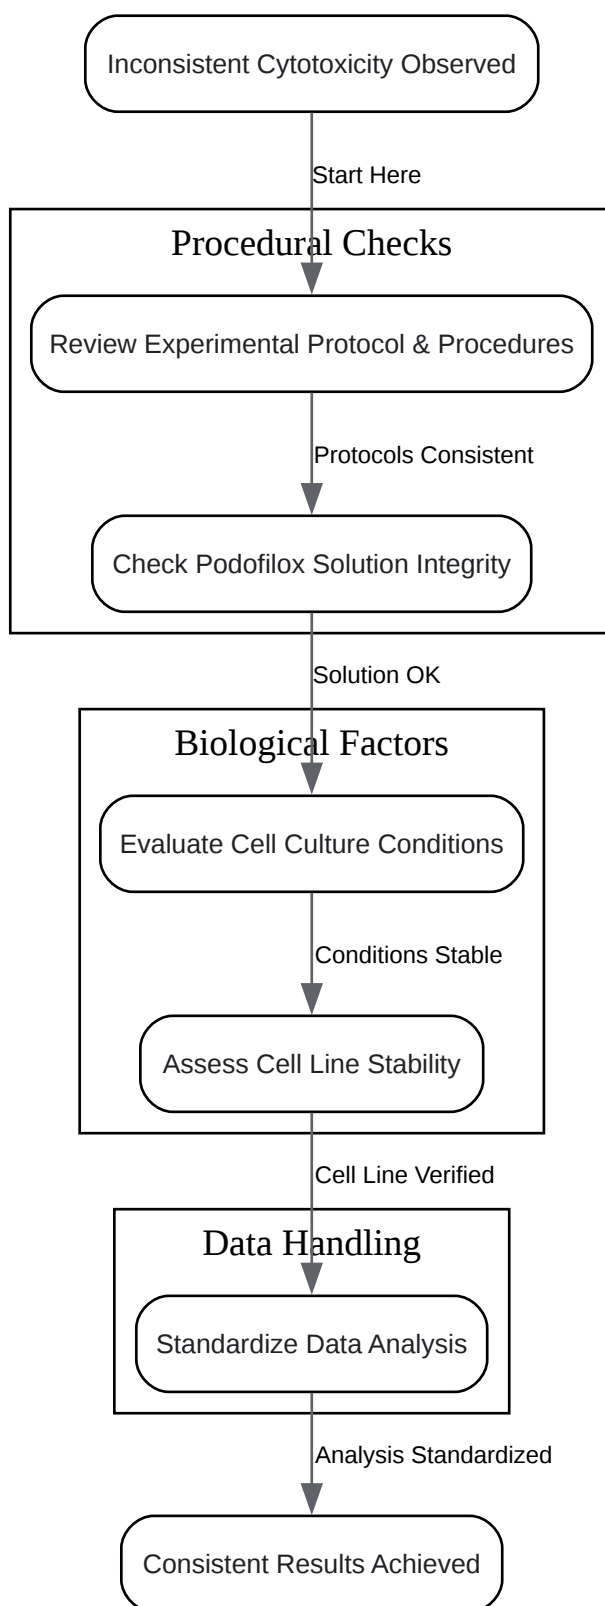 Inconsistent Cytotoxicity Observed
Start Here
Procedural Checks
Review Experimental Protocol & Procedures
Protocols Consistent
Check Podofilox Solution Integrity
Solution OK
Biological Factors
Evaluate Cell Culture Conditions
Conditions Stable
Assess Cell Line Stability
Cell Line Verified
Data Handling
Standardize Data Analysis
Analysis Standardized
Consistent Results Achieved